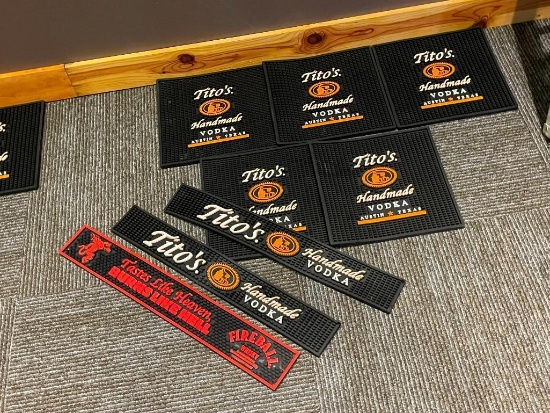 Tito's.
Handmade
VODKA
AUSTIN ★ TEXAS
Tito's.
Handmade
VODKA
AUSTIN ★ TEXAS
Tito's.
Handmade
VODKA
AUSTIN ★ TEXAS
Tito's.
Handmade
VODKA
Tito's.
Handmade
VODKA
AUSTIN ★ TEXAS
Tito's.
Handmade
VODKA
Tito's.
Handmade
VODKA
Tastes Like Heaven,
BURNS LIKE HELL
FIREBALL